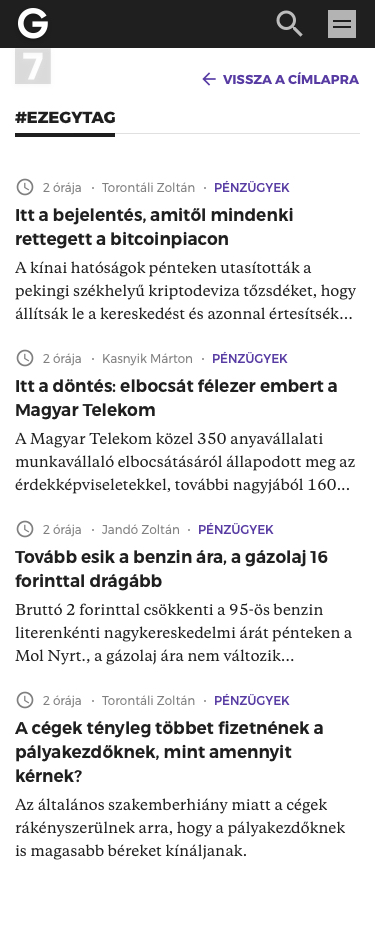 G
7
← VISSZA A CÍMLAPRA
#EZEGYTAG
2 órája · Torontáli Zoltán · PÉNZÜGYEK
Itt a bejelentés, amitől mindenki
rettegett a bitcoinpiacon
A kínai hatóságok pénteken utasították a
pekingi székhelyű kriptodeviza tőzsdéket, hogy
állítsák le a kereskedést és azonnal értesítsék...
2 órája · Kasnyik Márton · PÉNZÜGYEK
Itt a döntés: elbocsát félezer embert a
Magyar Telekom
A Magyar Telekom közel 350 anyavállalati
munkavállaló elbocsátásáról állapodott meg az
érdekképviseletekkel, további nagyjából 160...
2 órája · Jandó Zoltán · PÉNZÜGYEK
Tovább esik a benzin ára, a gázolaj 16
forinttal drágább
Bruttó 2 forinttal csökkenti a 95-ös benzin
literenkénti nagykereskedelmi árát pénteken a
Mol Nyrt., a gázolaj ára nem változik...
2 órája · Torontáli Zoltán · PÉNZÜGYEK
A cégek tényleg többet fizetnének a
pályakezdőknek, mint amennyit
kérnek?
Az általános szakemberhiány miatt a cégek
rákényszerülnek arra, hogy a pályakezdőknek
is magasabb béreket kínáljanak.